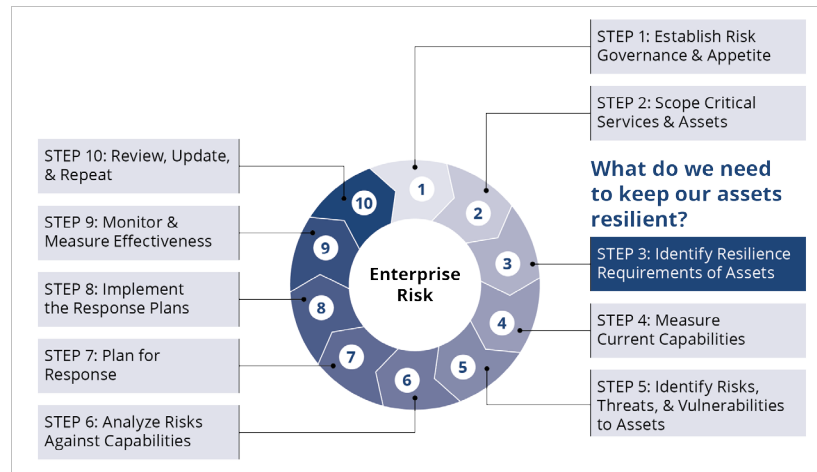 STEP 1: Establish Risk
Governance & Appetite
STEP 2: Scope Critical
Services & Assets
What do we need
to keep our assets
resilient?
STEP 3: Identify Resilience
Requirements of Assets
STEP 4: Measure
Current Capabilities
STEP 5: Identify Risks,
Threats, & Vulnerabilities
to Assets
STEP 6: Analyze Risks
Against Capabilities
STEP 7: Plan for
Response
STEP 8: Implement
the Response Plans
STEP 9: Monitor &
Measure Effectiveness
STEP 10: Review, Update,
& Repeat
Enterprise
Risk
1
2
3
4
5
6
7
8
9
10